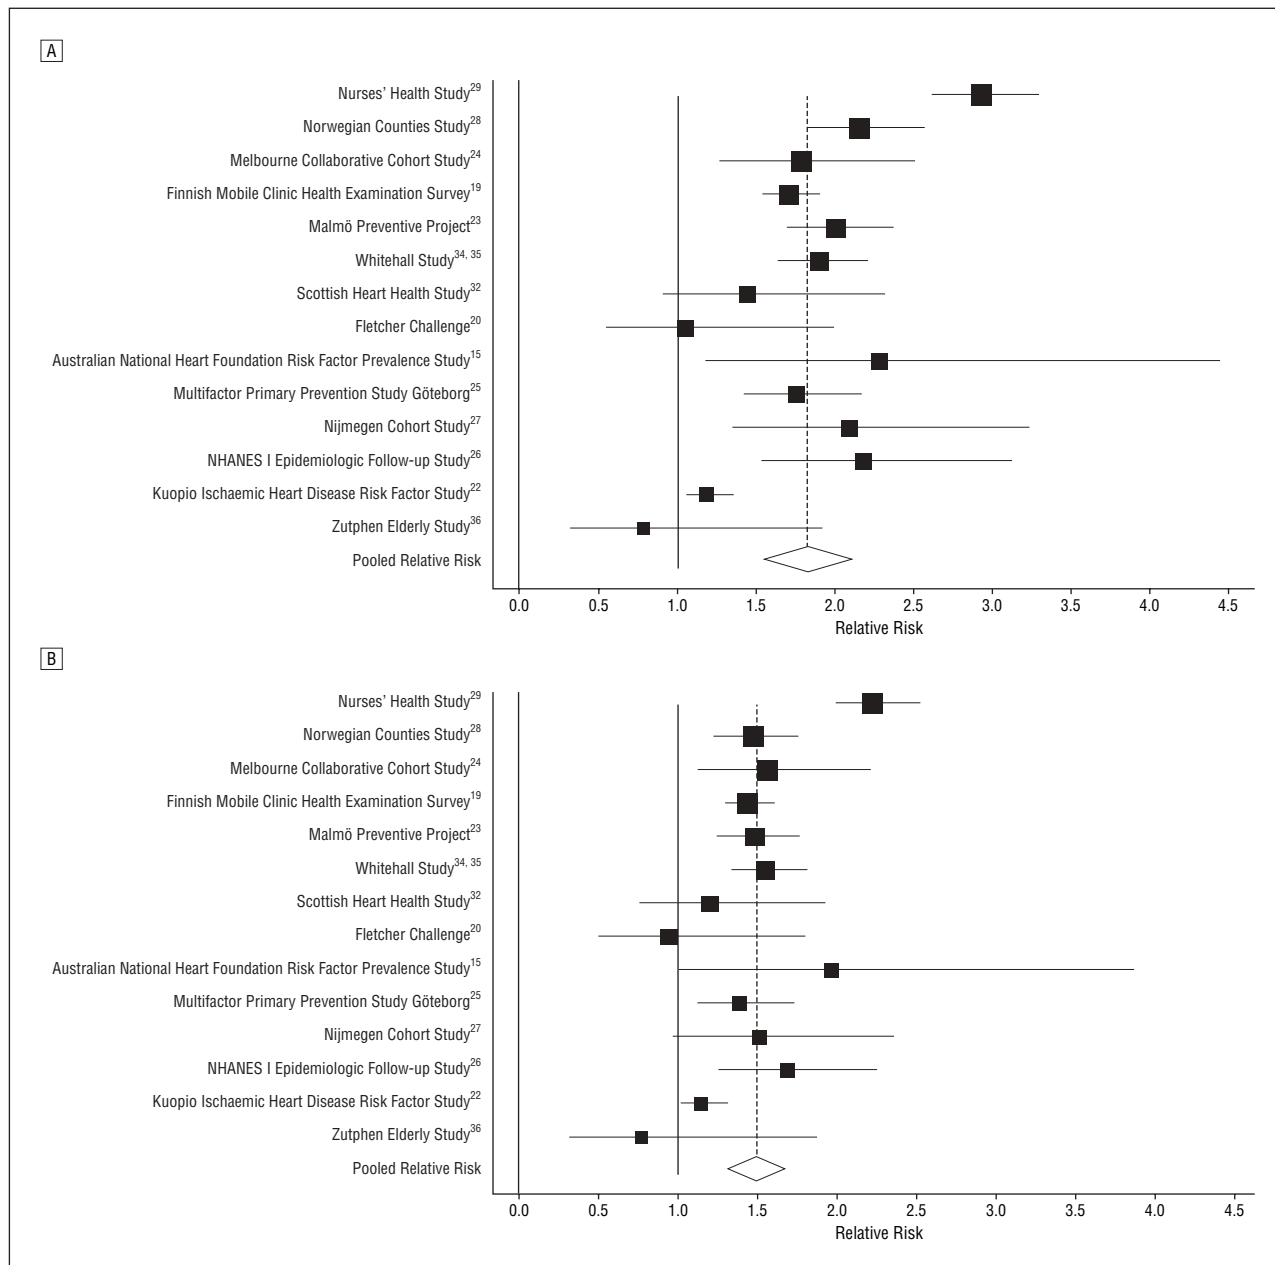 A
Nurses’ Health Study29
Norwegian Counties Study28
Melbourne Collaborative Cohort Study24
Finnish Mobile Clinic Health Examination Survey19
Malmö Preventive Project23
Whitehall Study34, 35
Scottish Heart Health Study32
Fletcher Challenge20
Australian National Heart Foundation Risk Factor Prevalence Study15
Multifactor Primary Prevention Study Göteborg25
Nijmegen Cohort Study27
NHANES I Epidemiologic Follow-up Study26
Kuopio Ischaemic Heart Disease Risk Factor Study22
Zutphen Elderly Study36
Pooled Relative Risk
0.0 0.5 1.0 1.5 2.0 2.5 3.0 3.5 4.0 4.5
Relative Risk
B
Nurses’ Health Study29
Norwegian Counties Study28
Melbourne Collaborative Cohort Study24
Finnish Mobile Clinic Health Examination Survey19
Malmö Preventive Project23
Whitehall Study34, 35
Scottish Heart Health Study32
Fletcher Challenge20
Australian National Heart Foundation Risk Factor Prevalence Study15
Multifactor Primary Prevention Study Göteborg25
Nijmegen Cohort Study27
NHANES I Epidemiologic Follow-up Study26
Kuopio Ischaemic Heart Disease Risk Factor Study22
Zutphen Elderly Study36
Pooled Relative Risk
0.0 0.5 1.0 1.5 2.0 2.5 3.0 3.5 4.0 4.5
Relative Risk